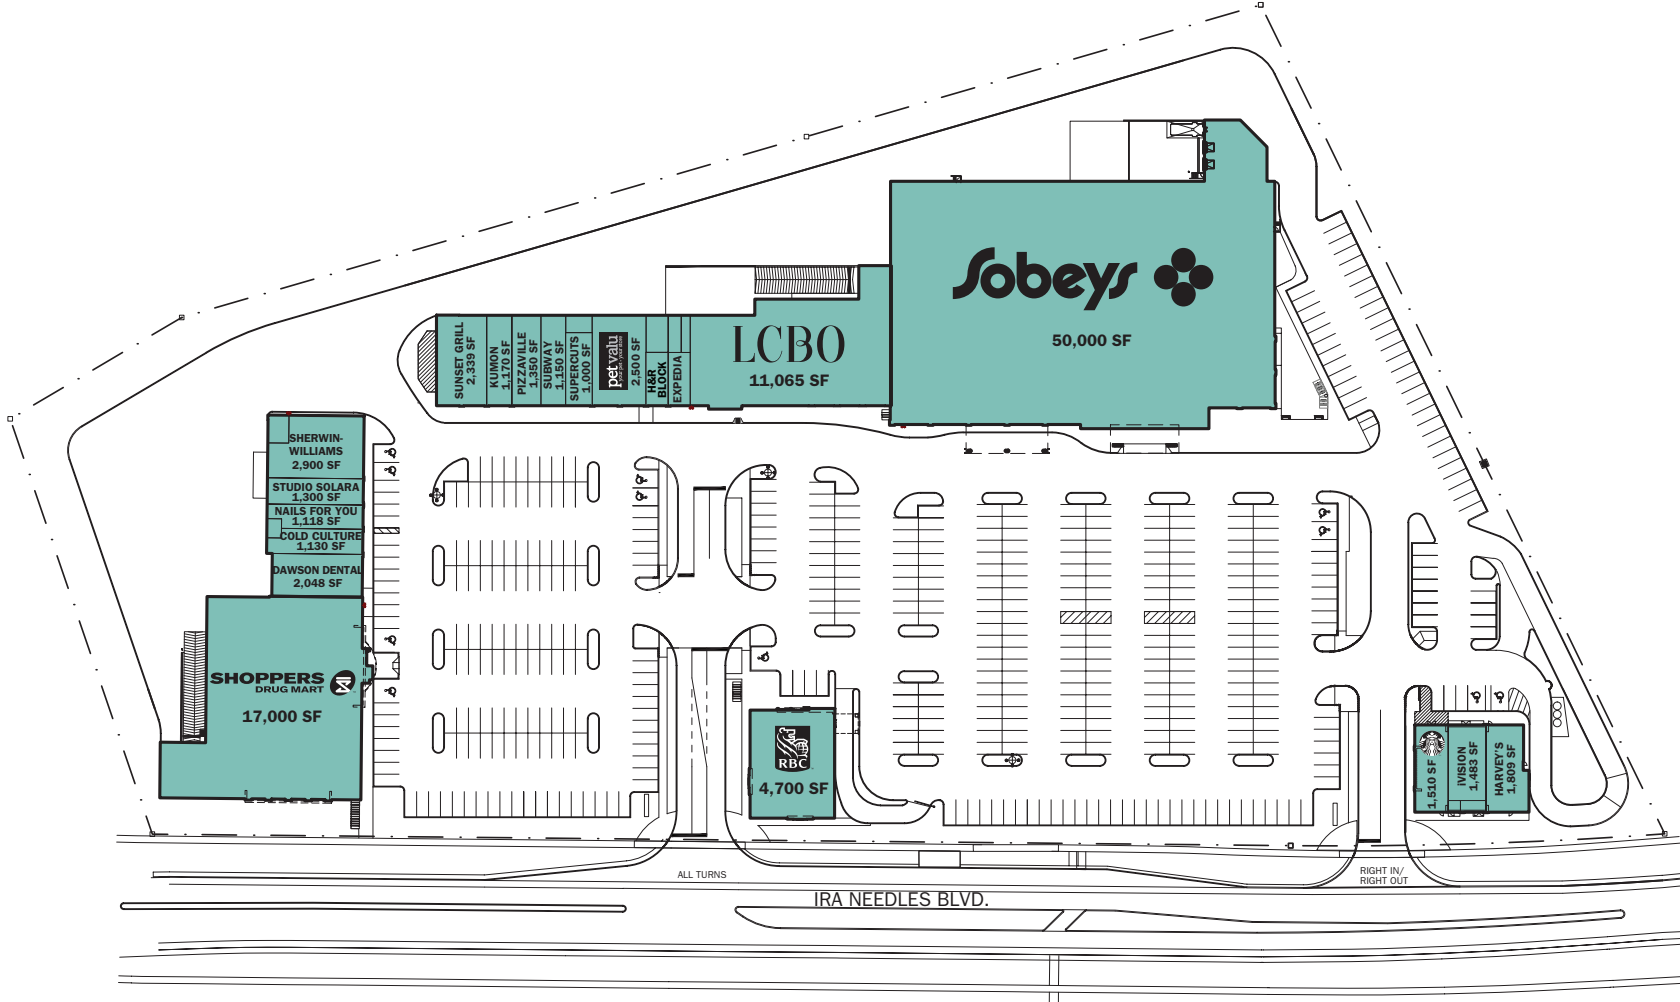 Sobeys
50,000 SF
LCBO
11,065 SF
SUNSET GRILL
2,339 SF
KUMON
1,170 SF
PIZZAVILLE
1,350 SF
SUBWAY
1,150 SF
SUPERCUTS
1,000 SF
pet valu
2,500 SF
H&R
BLOCK
EXPEDIA
SHERWIN-
WILLIAMS
2,900 SF
STUDIO SOLARA
1,300 SF
NAILS FOR YOU
1,118 SF
COLD CULTURE
1,130 SF
DAWSON DENTAL
2,048 SF
SHOPPERS
DRUG MART
17,000 SF
RBC
4,700 SF
1,510 SF
iVISION
1,483 SF
HARVEY'S
1,809 SF
ALL TURNS
RIGHT IN/
RIGHT OUT
IRA NEEDLES BLVD.